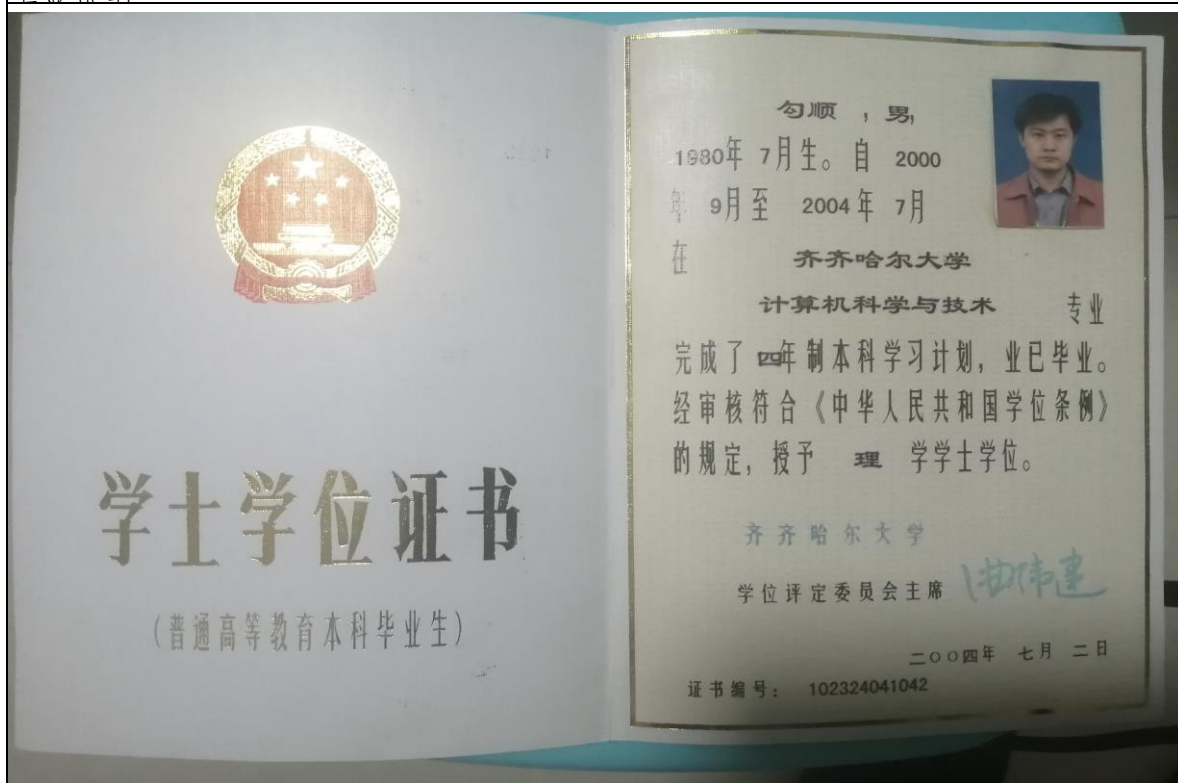 学士学位证书
(普通高等教育本科毕业生)
勾顺 , 男,
1980年 7月生。自 2000
年 9月至 2004年 7月
在 齐齐哈尔大学
计算机科学与技术 专业
完成了 四年制本科学习计划, 业已毕业。
经审核符合《中华人民共和国学位条例》
的规定, 授予 理 学学士学位。
齐齐哈尔大学
学位评定委员会主席 曲伟建
二〇〇四年 七月 二日
证书编号: 102324041042